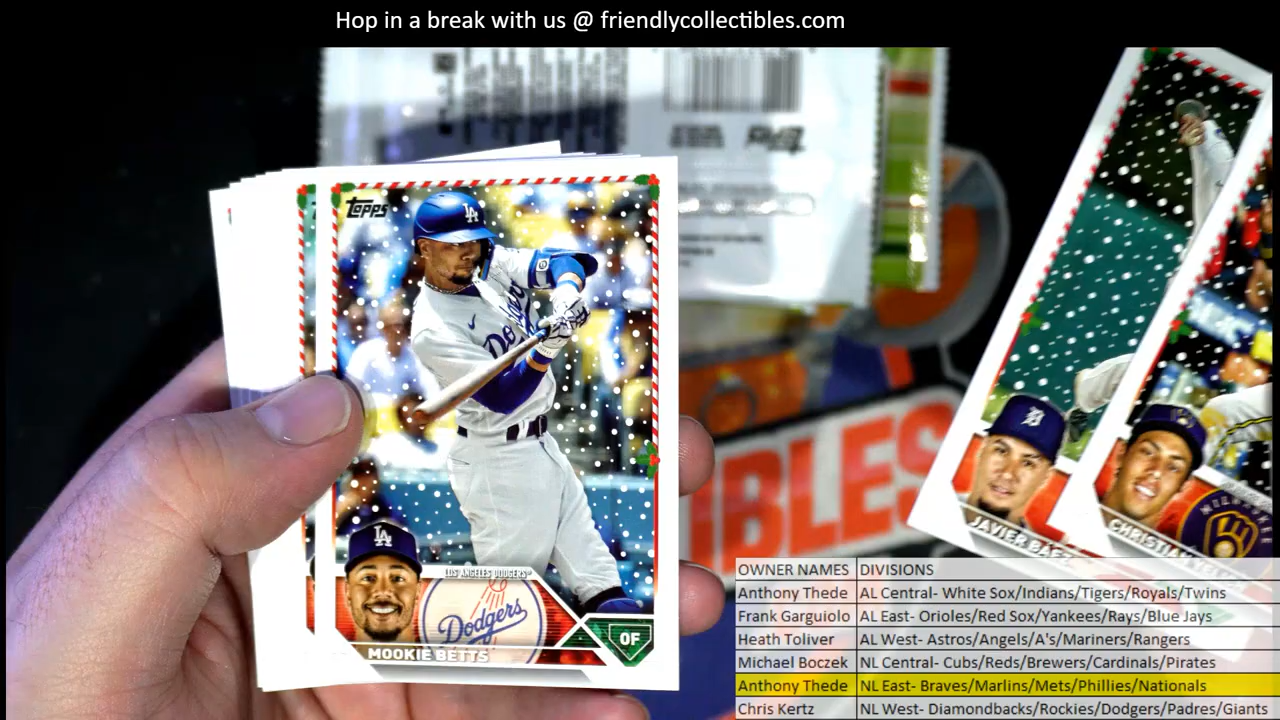 Hop in a break with us @ friendlycollectibles.com
Topps
LA
Dodgers
LA
LOS ANGELES DODGERS
Dodgers
OF
MOOKIE BETTS
IBLES
JAVIER
CHRISTIAN
OWNER NAMES DIVISIONS
Anthony Thede AL Central- White Sox/Indians/Tigers/Royals/Twins
Frank Garguiolo AL East- Orioles/Red Sox/Yankees/Rays/Blue Jays
Heath Toliver AL West- Astros/Angels/A's/Mariners/Rangers
Michael Boczek NL Central- Cubs/Reds/Brewers/Cardinals/Pirates
Anthony Thede NL East- Braves/Marlins/Mets/Phillies/Nationals
Chris Kertz NL West- Diamondbacks/Rockies/Dodgers/Padres/Giants